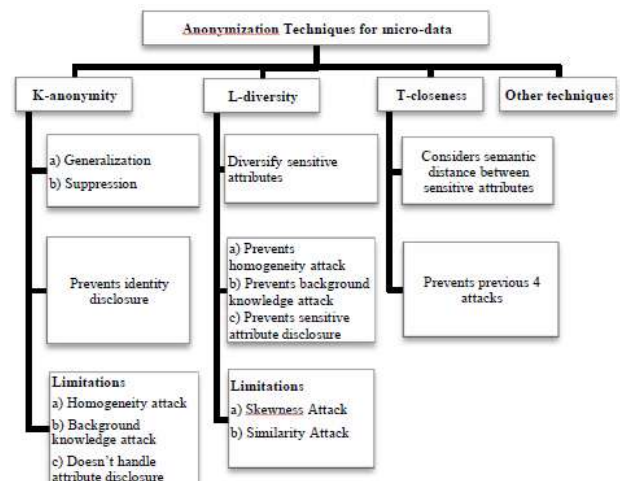 Anonymization Techniques for micro-data
K-anonymity
L-diversity
T-closeness
Other techniques
a) Generalization
b) Suppression
Diversify sensitive
attributes
Considers semantic
distance between
sensitive attributes
Prevents identity
disclosure
a) Prevents
homogeneity attack
b) Prevents background
knowledge attack
c) Prevents sensitive
attribute disclosure
Prevents previous 4
attacks
Limitations
a) Homogeneity attack
b) Background
knowledge attack
c) Doesn't handle
attribute disclosure
Limitations
a) Skewness Attack
b) Similarity Attack